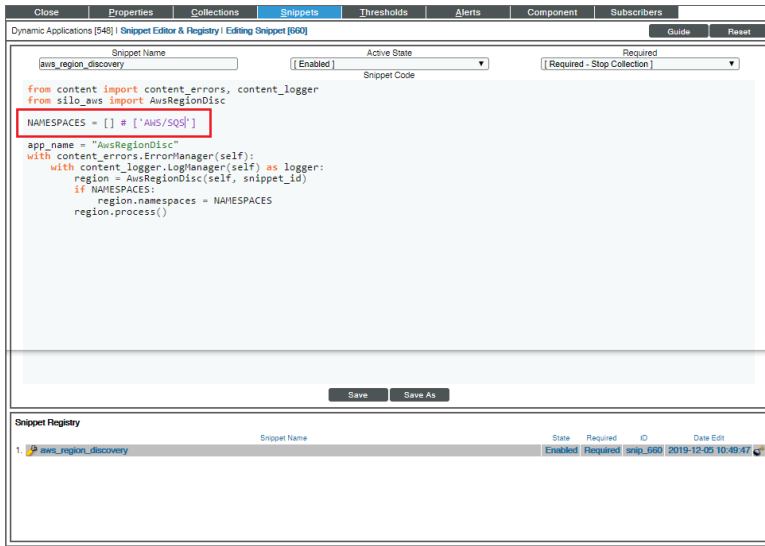 Close Properties Collections Snippets Thresholds Alerts Component Subscribers
Dynamic Applications [548] | Snippet Editor & Registry | Editing Snippet [660] Guide Reset
Snippet Name Active State Required
aws_region_discovery [ Enabled ] [ Required - Stop Collection ]
Snippet Code
from content import content_errors, content_logger
from silo_aws import AwsRegionDisc
NAMESPACES = [] # ['AWS/SQS']
app_name = "AwsRegionDisc"
with content_errors.ErrorManager(self):
with content_logger.LogManager(self) as logger:
region = AwsRegionDisc(self, snippet_id)
if NAMESPACES:
region.namespaces = NAMESPACES
region.process()
Save Save As
Snippet Registry
Snippet Name State Required ID Date Edit
1. aws_region_discovery Enabled Required snip_660 2019-12-05 10:49:47